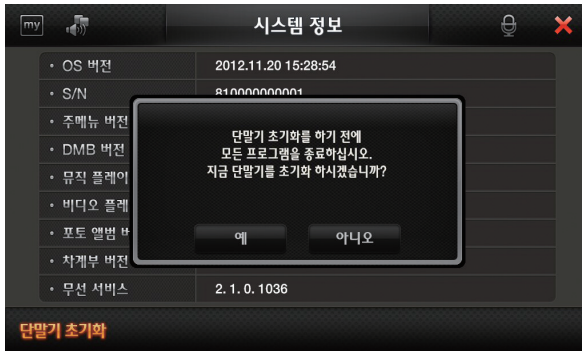 my
시스템 정보
• OS 버전 2012.11.20 15:28:54
• S/N 810000000001
• 주메뉴 버전
• DMB 버전
• 뮤직 플레이
• 비디오 플레
• 포토 앨범 버
• 차계부 버전
• 무선 서비스 2. 1. 0. 1036
단말기 초기화를 하기 전에
모든 프로그램을 종료하십시오.
지금 단말기를 초기화 하시겠습니까?
예 아니오
단말기 초기화